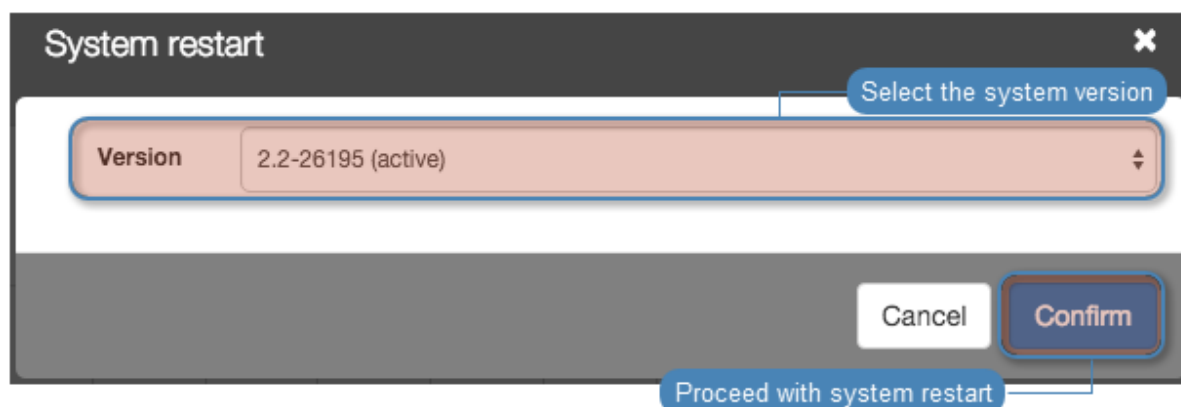 System restart
Select the system version
Version 2.2-26195 (active)
Cancel Confirm
Proceed with system restart